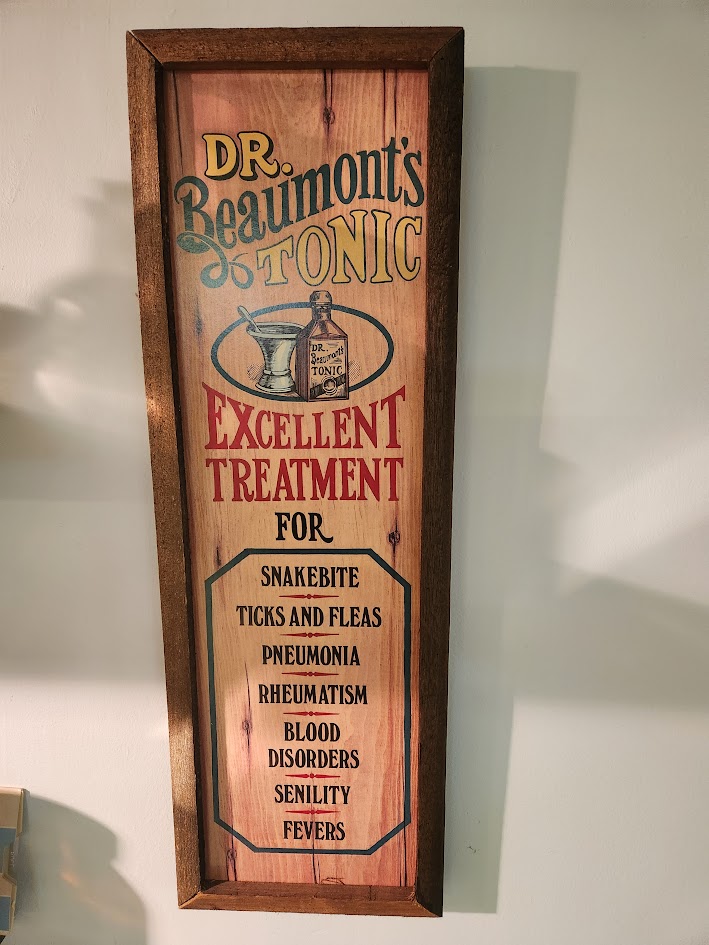 DR.
Beaumont's
TONIC
DR.
Beaumont's
TONIC
EXCELLENT
TREATMENT
FOR
SNAKEBITE
TICKS AND FLEAS
PNEUMONIA
RHEUMATISM
BLOOD
DISORDERS
SENILITY
FEVERS